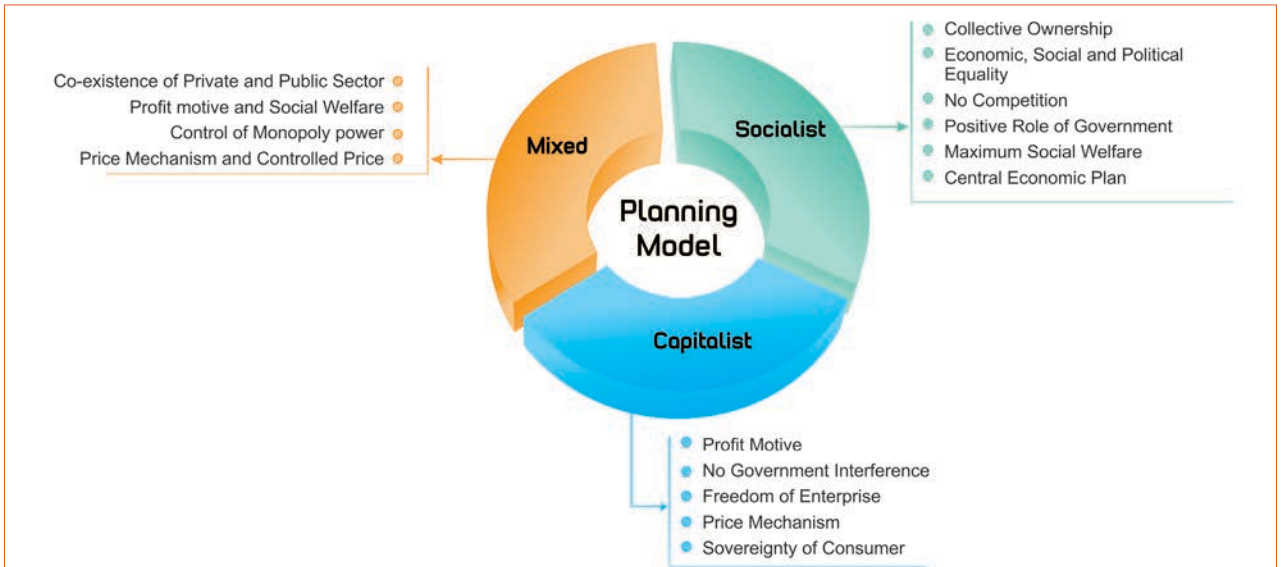 Planning
Model
Mixed
Co-existence of Private and Public Sector
Profit motive and Social Welfare
Control of Monopoly power
Price Mechanism and Controlled Price
Socialist
Collective Ownership
Economic, Social and Political
Equality
No Competition
Positive Role of Government
Maximum Social Welfare
Central Economic Plan
Capitalist
Profit Motive
No Government Interference
Freedom of Enterprise
Price Mechanism
Sovereignty of Consumer